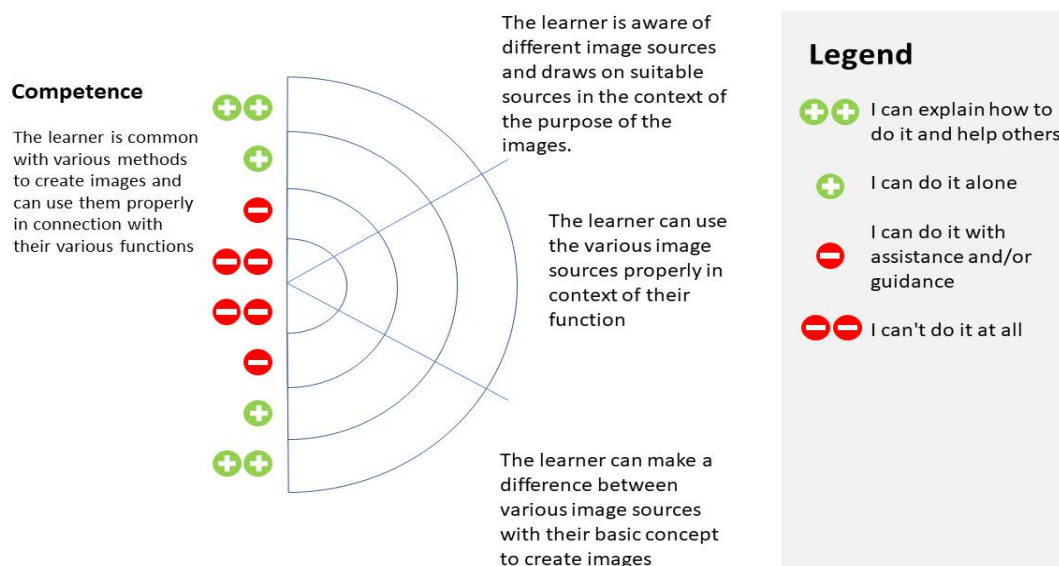 Competence
The learner is common
with various methods
to create images and
can use them properly
in connection with
their various functions
The learner is aware of
different image sources
and draws on suitable
sources in the context of
the purpose of the
images.
The learner can use
the various image
sources properly in
context of their
function
The learner can make a
difference between
various image sources
with their basic concept
to create images
Legend
I can explain how to
do it and help others
I can do it alone
I can do it with
assistance and/or
guidance
I can't do it at all